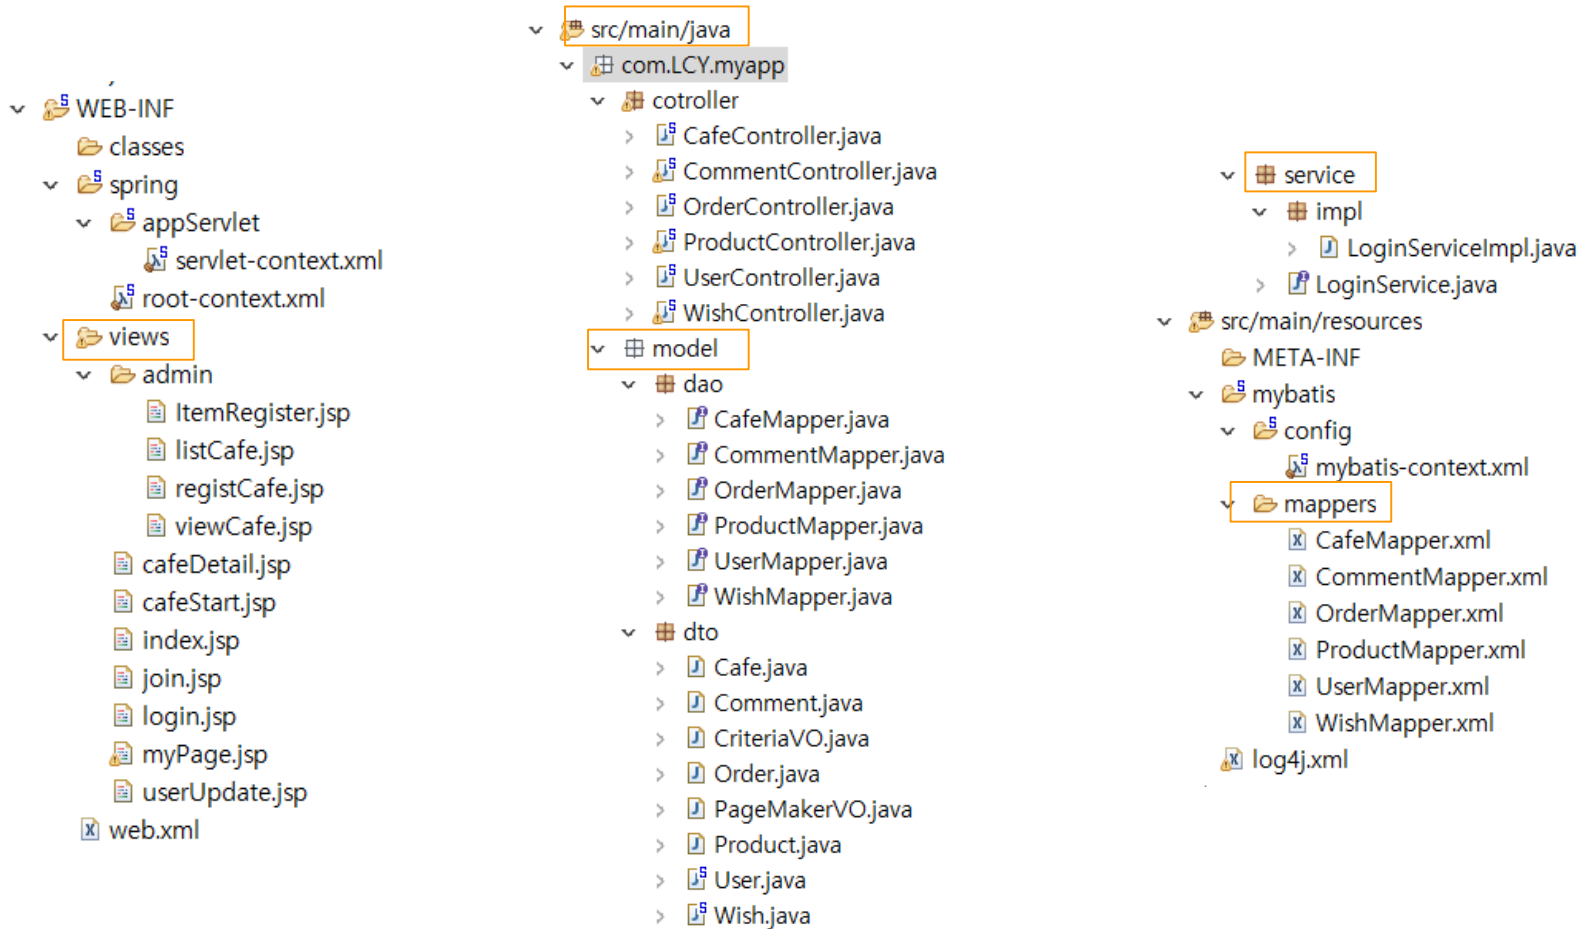 WEB-INF
classes
spring
appServlet
servlet-context.xml
root-context.xml
views
admin
ItemRegister.jsp
listCafe.jsp
registCafe.jsp
viewCafe.jsp
cafeDetail.jsp
cafeStart.jsp
index.jsp
join.jsp
login.jsp
myPage.jsp
userUpdate.jsp
web.xml
src/main/java
com.LCY.myapp
cotroller
CafeController.java
CommentController.java
OrderController.java
ProductController.java
UserController.java
WishController.java
model
dao
CafeMapper.java
CommentMapper.java
OrderMapper.java
ProductMapper.java
UserMapper.java
WishMapper.java
dto
Cafe.java
Comment.java
CriteriaVO.java
Order.java
PageMakerVO.java
Product.java
User.java
Wish.java
service
impl
LoginServiceImpl.java
LoginService.java
src/main/resources
META-INF
mybatis
config
mybatis-context.xml
mappers
CafeMapper.xml
CommentMapper.xml
OrderMapper.xml
ProductMapper.xml
UserMapper.xml
WishMapper.xml
log4j.xml